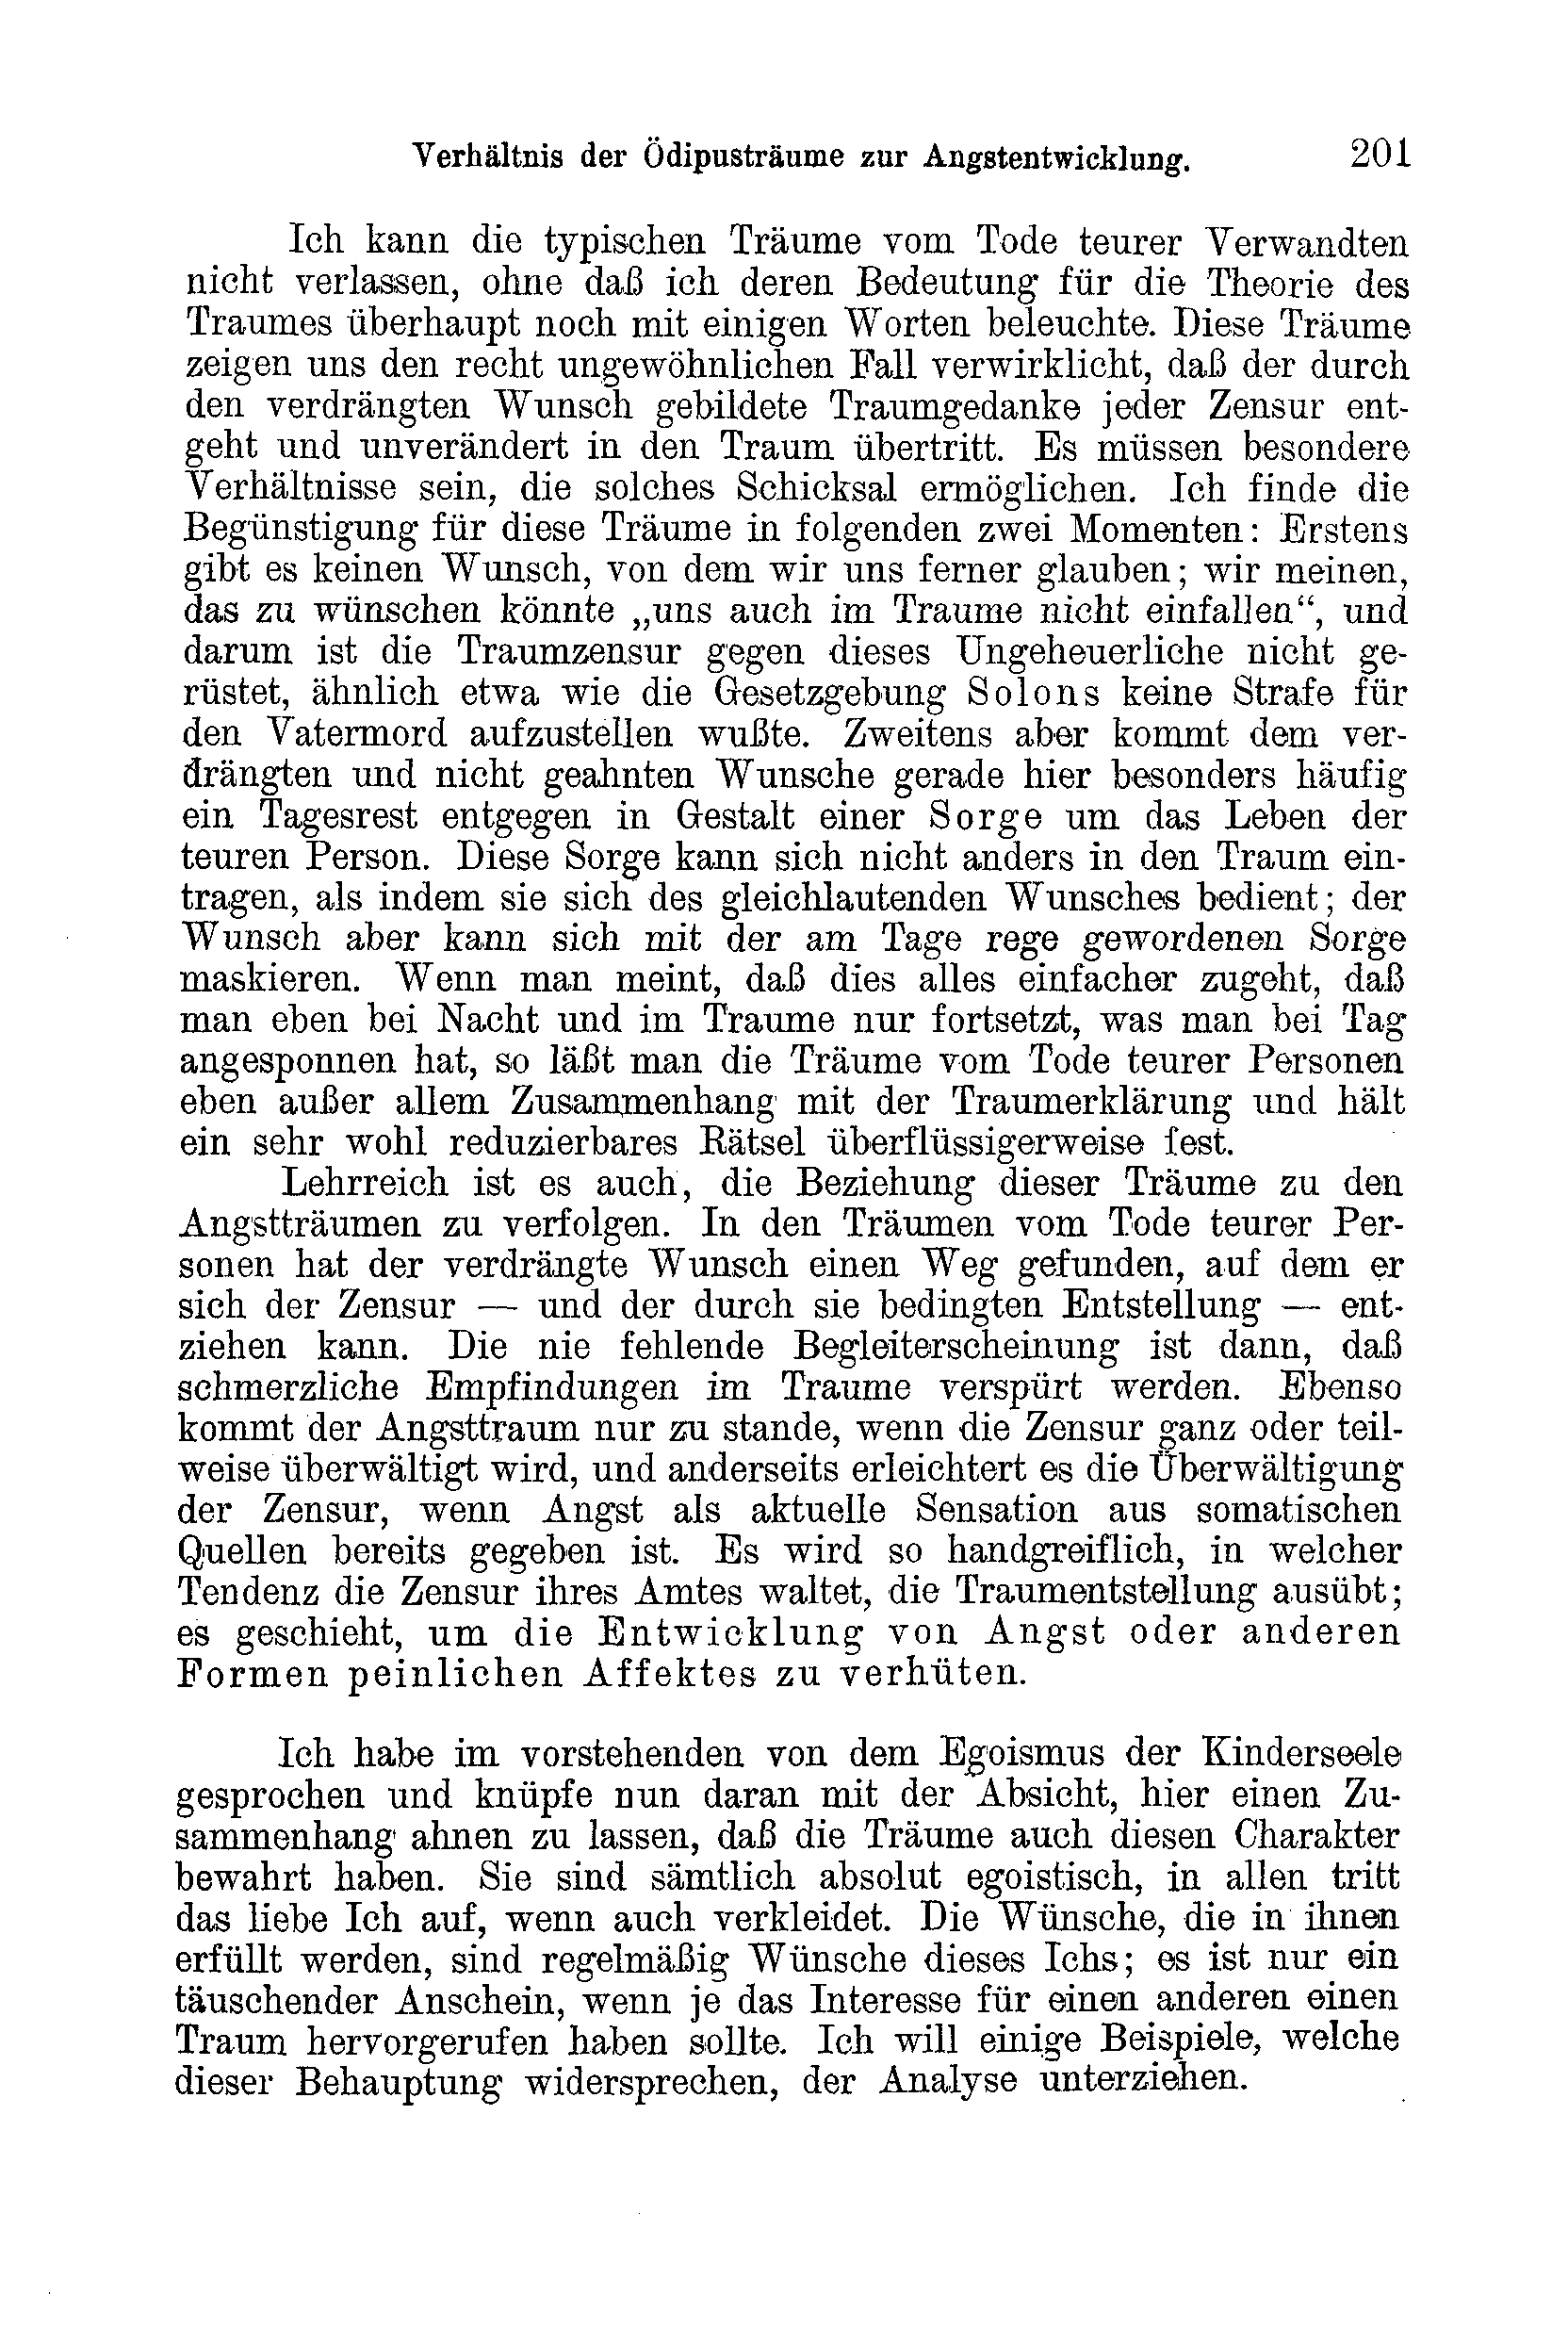 Verhältnis der Ödipusträume zur Angstentwicklung. 201
Ich kann die typischen Träume vom Tode teurer Verwandten
nicht verlassen, ohne daß ich deren Bedeutung für die Theorie des
Traumes überhaupt noch mit einigen Worten beleuchte. Diese Träume
zeigen uns den recht ungewöhnlichen Fall verwirklicht, daß der durch
den verdrängten Wunsch gebildete Traumgedanke jeder Zensur ent-
geht und unverändert in den Traum übertritt. Es müssen besondere
Verhältnisse sein, die solches Schicksal ermöglichen. Ich finde die
Begünstigung für diese Träume in folgenden zwei Momenten: Erstens
gibt es keinen Wunsch, von dem wir uns ferner glauben; wir meinen,
das zu wünschen könnte „uns auch im Traume nicht einfallen“, und
darum ist die Traumzensur gegen dieses Ungeheuerliche nicht ge-
rüstet, ähnlich etwa wie die Gesetzgebung Solons keine Strafe für
den Vatermord aufzustellen wußte. Zweitens aber kommt dem ver-
drängten und nicht geahnten Wunsche gerade hier besonders häufig
ein Tagesrest entgegen in Gestalt einer Sorge um das Leben der
teuren Person. Diese Sorge kann sich nicht anders in den Traum ein-
tragen, als indem sie sich des gleichlautenden Wunsches bedient; der
Wunsch aber kann sich mit der am Tage rege gewordenen Sorge
maskieren. Wenn man meint, daß dies alles einfacher zugeht, daß
man eben bei Nacht und im Traume nur fortsetzt, was man bei Tag
angesponnen hat, so läßt man die Träume vom Tode teurer Personen
eben außer allem Zusammenhang mit der Traumerklärung und hält
ein sehr wohl reduzierbares Rätsel überflüssigerweise fest.
Lehrreich ist es auch, die Beziehung dieser Träume zu den
Angstträumen zu verfolgen. In den Träumen vom Tode teurer Per-
sonen hat der verdrängte Wunsch einen Weg gefunden, auf dem er
sich der Zensur — und der durch sie bedingten Entstellung — ent-
ziehen kann. Die nie fehlende Begleiterscheinung ist dann, daß
schmerzliche Empfindungen im Traume verspürt werden. Ebenso
kommt der Angsttraum nur zu stande, wenn die Zensur ganz oder teil-
weise überwältigt wird, und anderseits erleichtert es die Überwältigung
der Zensur, wenn Angst als aktuelle Sensation aus somatischen
Quellen bereits gegeben ist. Es wird so handgreiflich, in welcher
Tendenz die Zensur ihres Amtes waltet, die Traumentstellung ausübt;
es geschieht, um die Entwicklung von Angst oder anderen
Formen peinlichen Affektes zu verhüten.
Ich habe im vorstehenden von dem Egoismus der Kinderseele
gesprochen und knüpfe nun daran mit der Absicht, hier einen Zu-
sammenhang ahnen zu lassen, daß die Träume auch diesen Charakter
bewahrt haben. Sie sind sämtlich absolut egoistisch, in allen tritt
das liebe Ich auf, wenn auch verkleidet. Die Wünsche, die in ihnen
erfüllt werden, sind regelmäßig Wünsche dieses Ichs; es ist nur ein
täuschender Anschein, wenn je das Interesse für einen anderen einen
Traum hervorgerufen haben sollte. Ich will einige Beispiele, welche
dieser Behauptung widersprechen, der Analyse unterziehen.